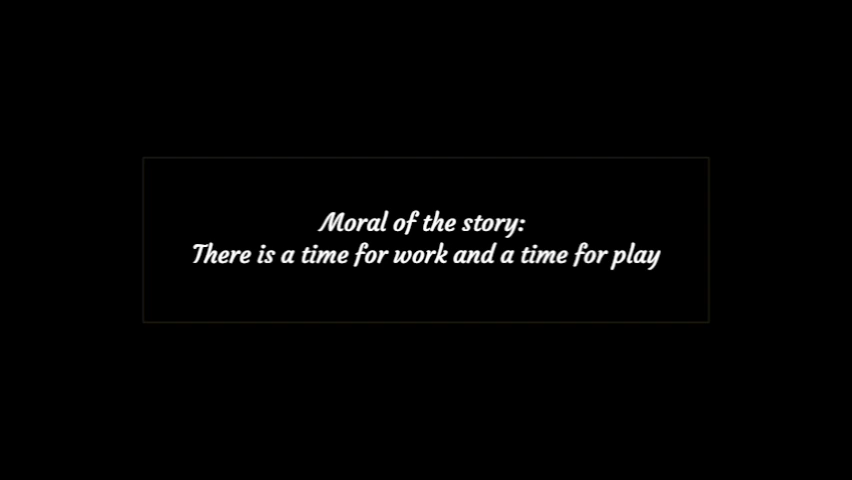 Moral of the story:
There is a time for work and a time for play